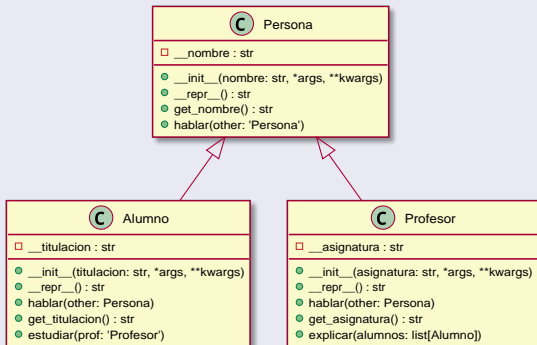 C Persona
__nombre : str
__init__(nombre: str, *args, **kwargs)
__repr__() : str
get_nombre() : str
hablar(other: 'Persona')
C Alumno
__titulacion : str
__init__(titulacion: str, *args, **kwargs)
__repr__() : str
hablar(other: Persona)
get_titulacion() : str
estudiar(prof: 'Profesor')
C Profesor
__asignatura : str
__init__(asignatura: str, *args, **kwargs)
__repr__() : str
hablar(other: Persona)
get_asignatura() : str
explicar(alumnos: list[Alumno])